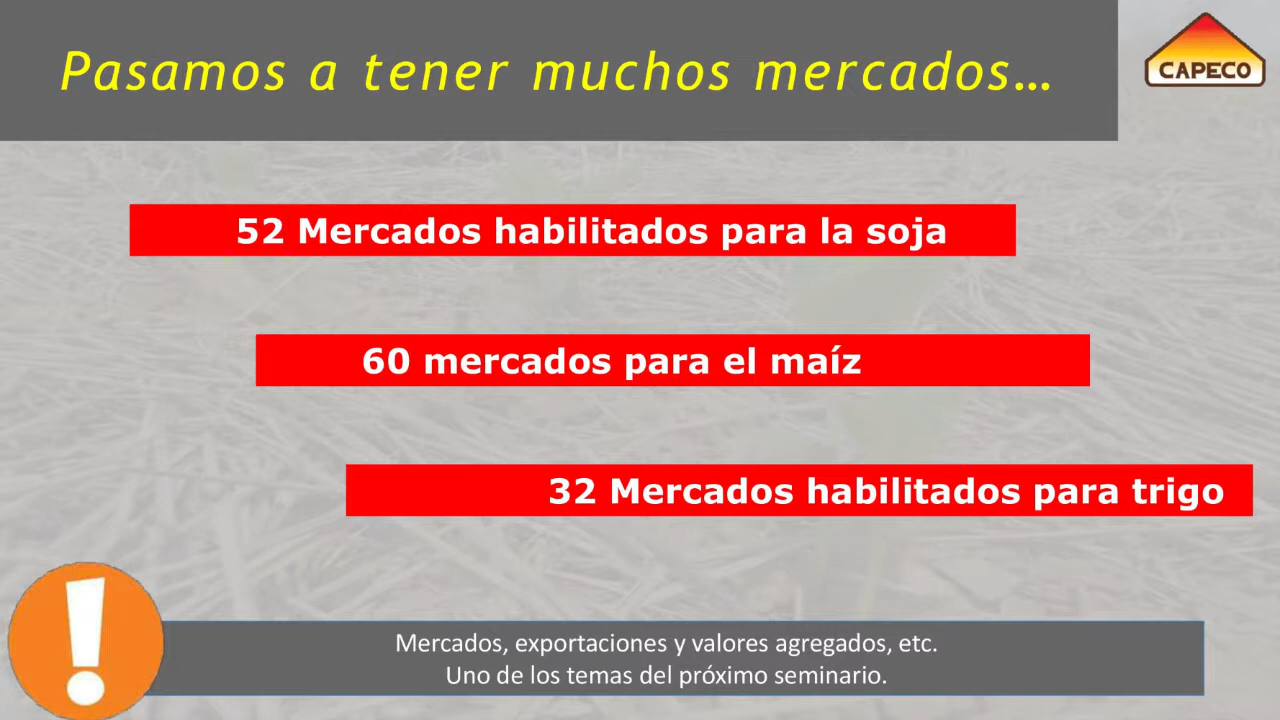 Pasamos a tener muchos mercados…
CAPECO
52 Mercados habilitados para la soja
60 mercados para el maíz
32 Mercados habilitados para trigo
Mercados, exportaciones y valores agregados, etc.
Uno de los temas del próximo seminario.